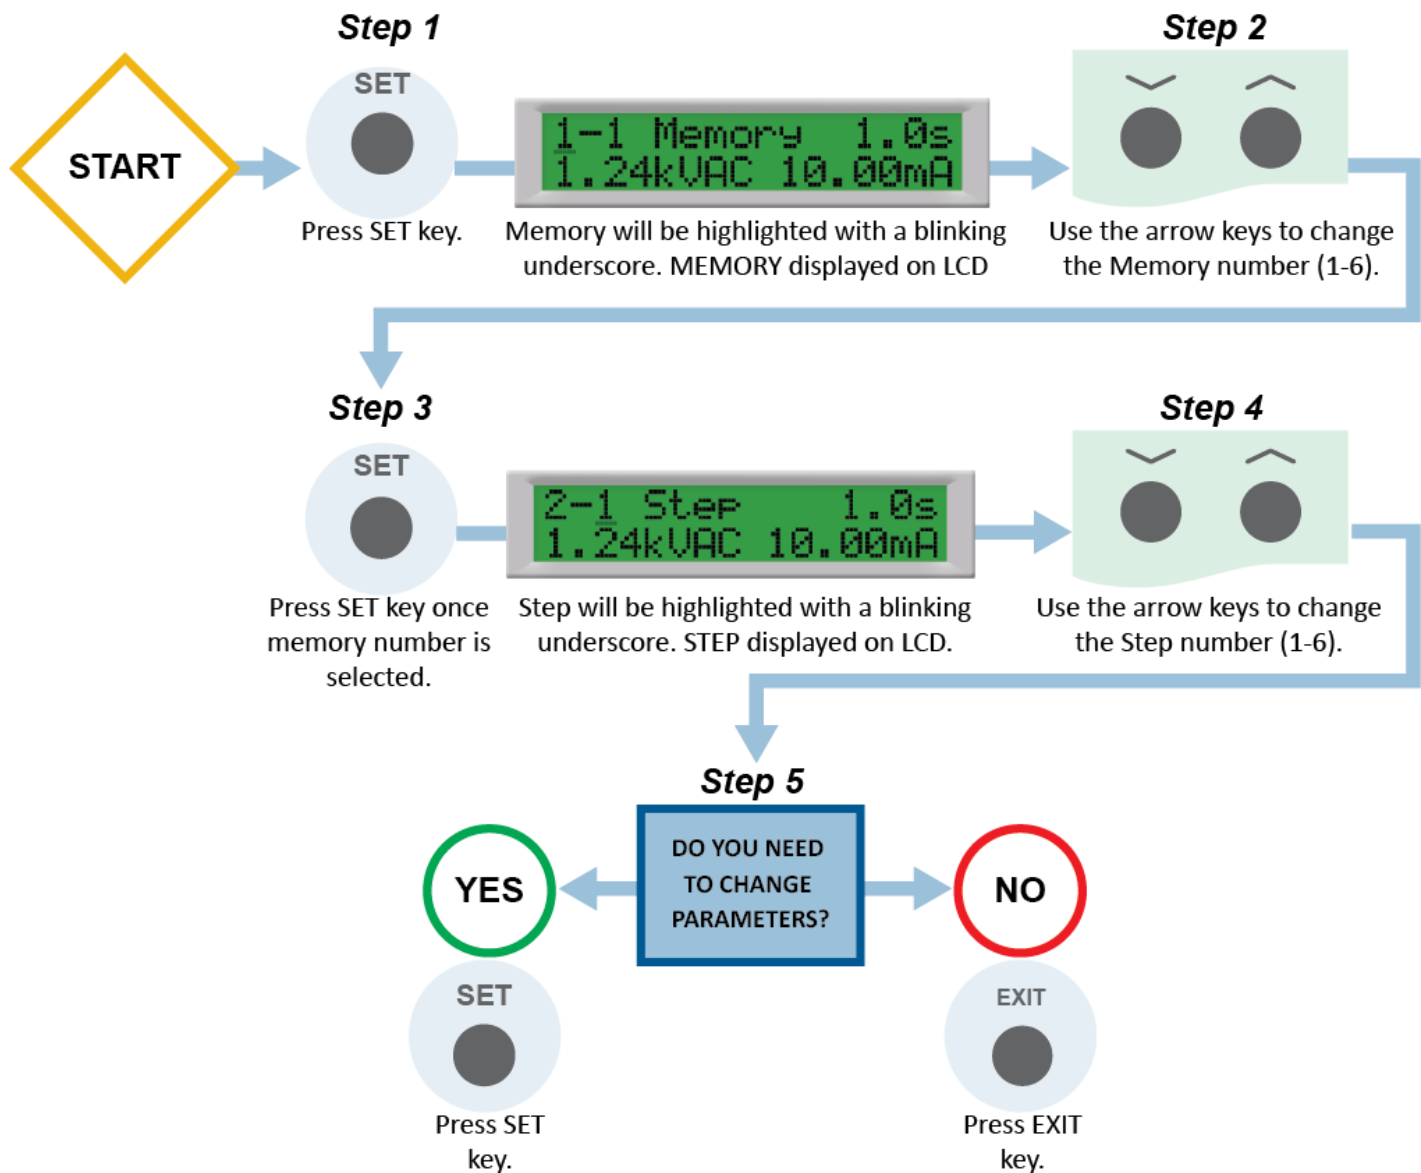 Step 1
Step 2
START
SET
1-1 Memory 1.0s
1.24kVAC 10.00mA
Press SET key.
Memory will be highlighted with a blinking
underscore. MEMORY displayed on LCD
Use the arrow keys to change
the Memory number (1-6).
Step 3
Step 4
SET
2-1 Step 1.0s
1.24kVAC 10.00mA
Press SET key once
memory number is
selected.
Step will be highlighted with a blinking
underscore. STEP displayed on LCD.
Use the arrow keys to change
the Step number (1-6).
Step 5
DO YOU NEED
TO CHANGE
PARAMETERS?
YES
NO
SET
EXIT
Press SET
key.
Press EXIT
key.